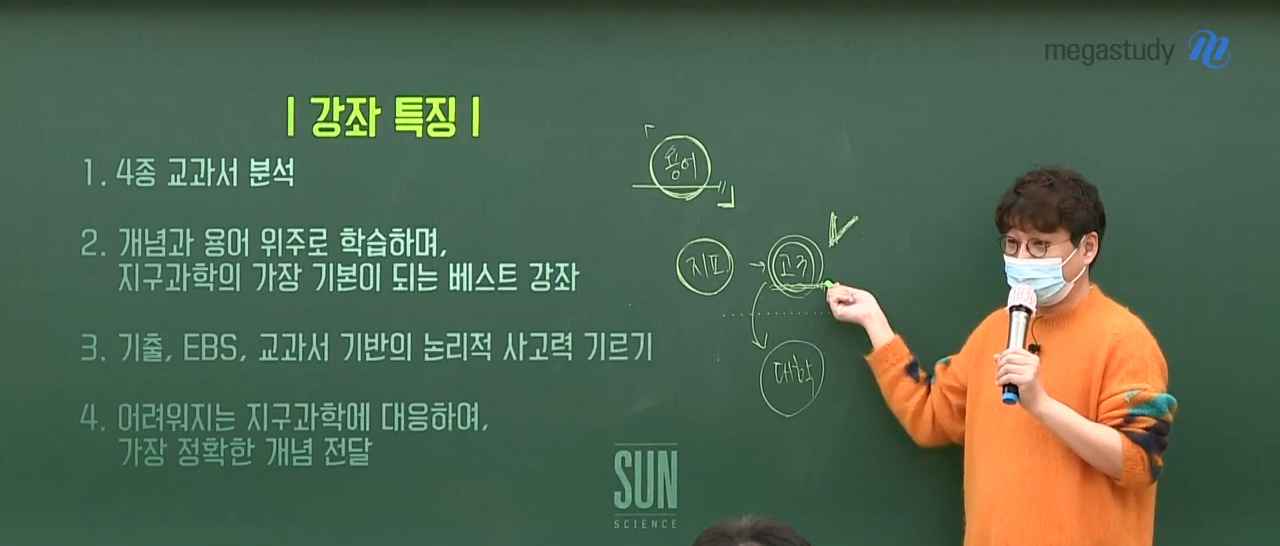 megastudy
| 강좌 특징 |
1. 4종 교과서 분석
2. 개념과 용어 위주로 학습하며,
지구과학의 가장 기본이 되는 베스트 강좌
3. 기출, EBS, 교과서 기반의 논리적 사고력 기르기
4. 어려워지는 지구과학에 대응하여,
가장 정확한 개념 전달
용어
지표
대학
SUN
SCIENCE